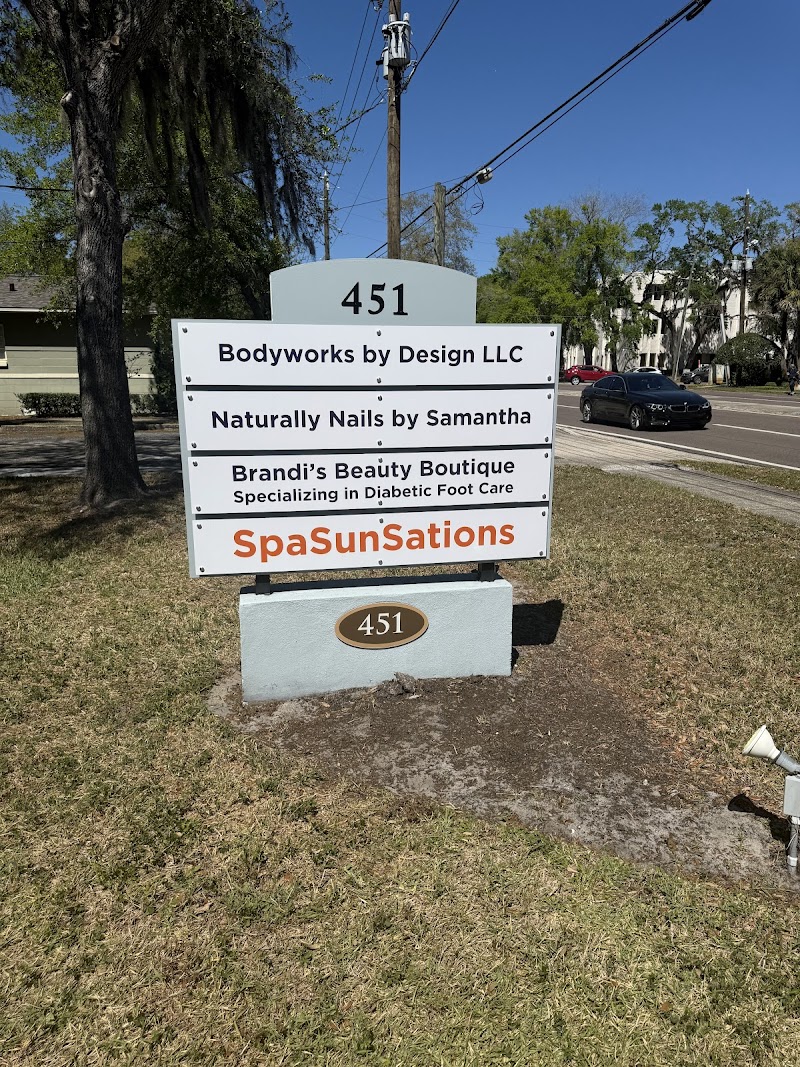 451
Bodyworks by Design LLC
Naturally Nails by Samantha
Brandi's Beauty Boutique
Specializing in Diabetic Foot Care
SpaSunSations
451